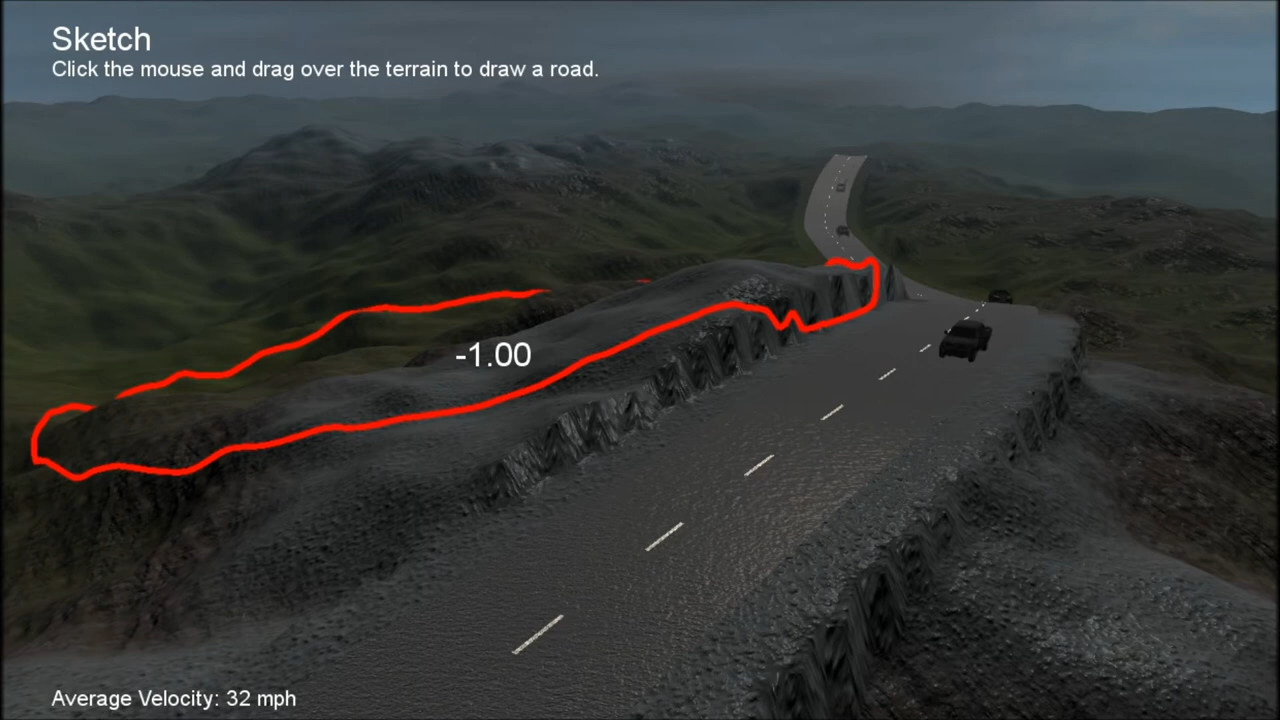 Sketch
Click the mouse and drag over the terrain to draw a road.
-1.00
Average Velocity: 32 mph